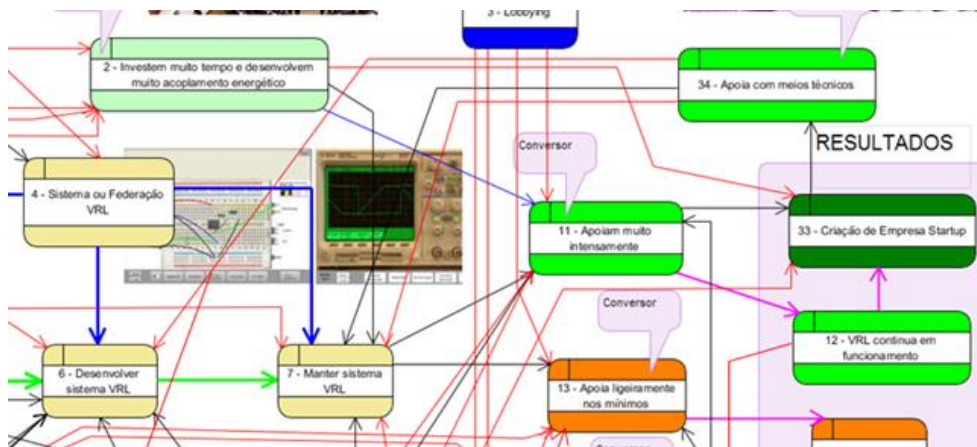 3 - Lobbying
2 - Investem muito tempo e desenvolvem
muito acoplamento energético
34 - Apoia com meios técnicos
Conversor
RESULTADOS
4 - Sistema ou Federação
VRL
11 - Apoiam muito
intensamente
33 - Criação de Empresa Startup
Conversor
12 - VRL continua em
funcionamento
6 - Desenvolver
sistema VRL
7 - Manter sistema
VRL
13 - Apoia ligeiramente
nos mínimos